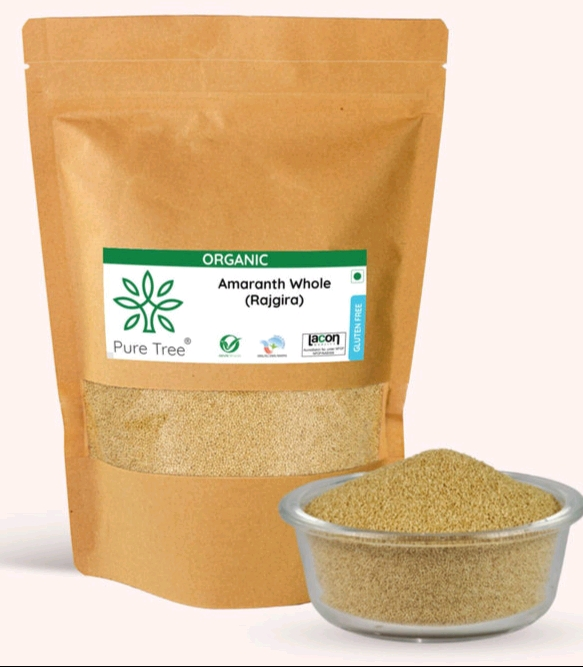 ORGANIC
Amaranth Whole
(Rajgira)
Pure Tree®
GLUTEN FREE
Lacon